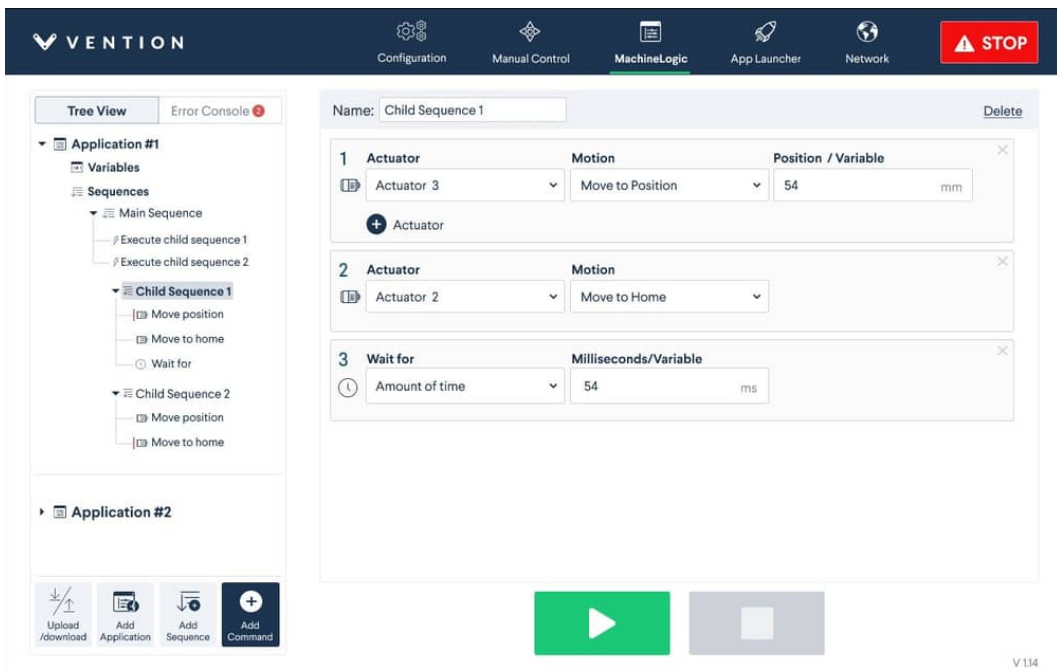 VENTION
Configuration
Manual Control
MachineLogic
App Launcher
Network
STOP
Tree View
Error Console 2
Application #1
Variables
Sequences
Main Sequence
Execute child sequence 1
Execute child sequence 2
Child Sequence 1
Move position
Move to home
Wait for
Child Sequence 2
Move position
Move to home
Application #2
Upload
/download
Add
Application
Add
Sequence
Add
Command
Name: Child Sequence 1
Delete
1 Actuator Motion Position / Variable
Actuator 3 Move to Position 54 mm
Actuator
2 Actuator Motion
Actuator 2 Move to Home
3 Wait for Milliseconds/Variable
Amount of time 54 ms
V 1.14